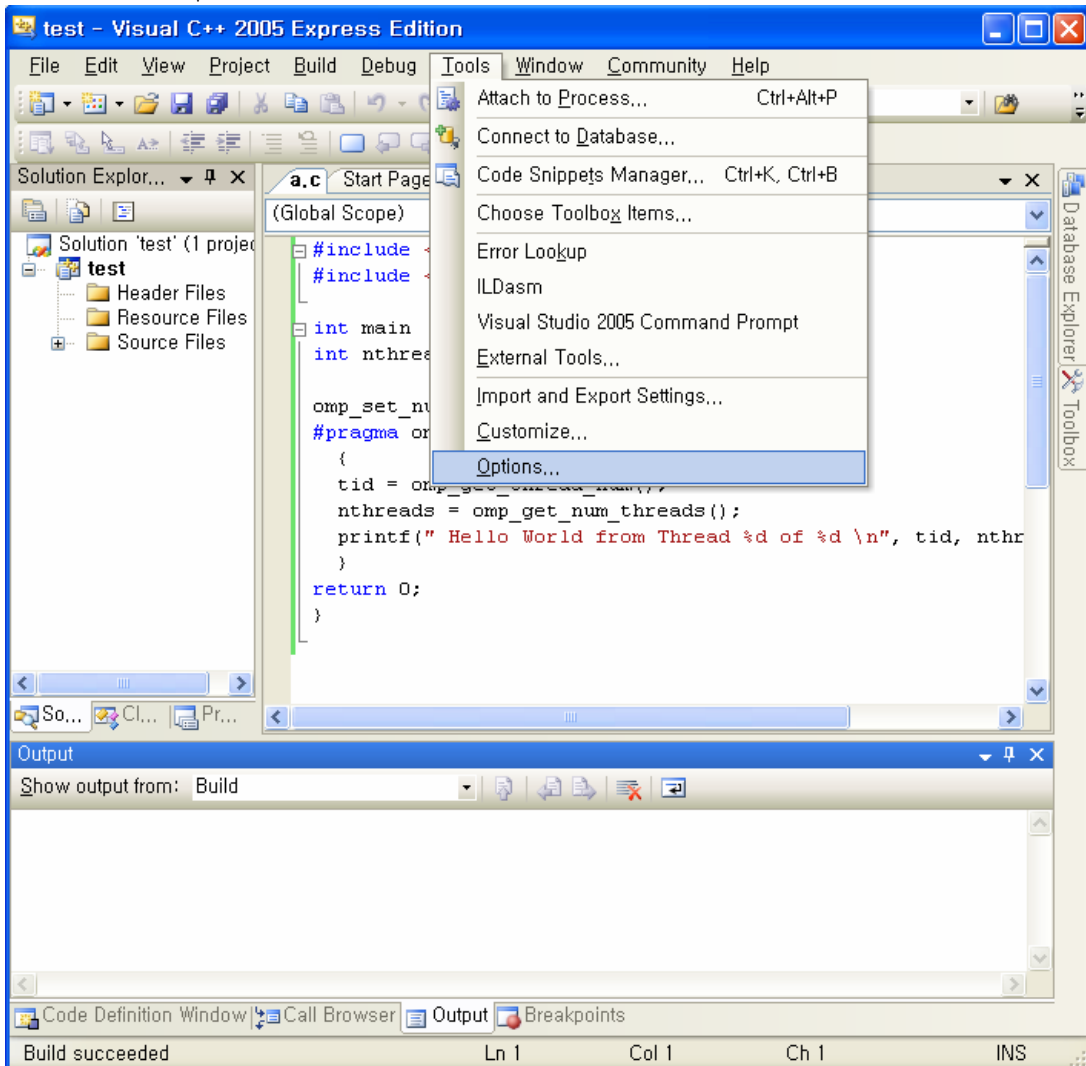 test - Visual C++ 2005 Express Edition
File Edit View Project Build Debug Tools Window Community Help
Attach to Process... Ctrl+Alt+P
Connect to Database...
Code Snippets Manager... Ctrl+K, Ctrl+B
Choose Toolbox Items...
Error Lookup
ILDasm
Visual Studio 2005 Command Prompt
External Tools...
Import and Export Settings...
Customize...
Options...
Solution Explor...
Solution 'test' (1 projec
test
Header Files
Resource Files
Source Files
So... Cl... Pr...
a.c Start Page
(Global Scope)
#include <
#include <
int main
int nthrea
omp_set_nu
#pragma om
{
tid = omp_get_thread_num();
nthreads = omp_get_num_threads();
printf(" Hello World from Thread %d of %d \n", tid, nthr
}
return 0;
}
Database Explorer
Toolbox
Output
Show output from: Build
Code Definition Window Call Browser Output Breakpoints
Build succeeded Ln 1 Col 1 Ch 1 INS